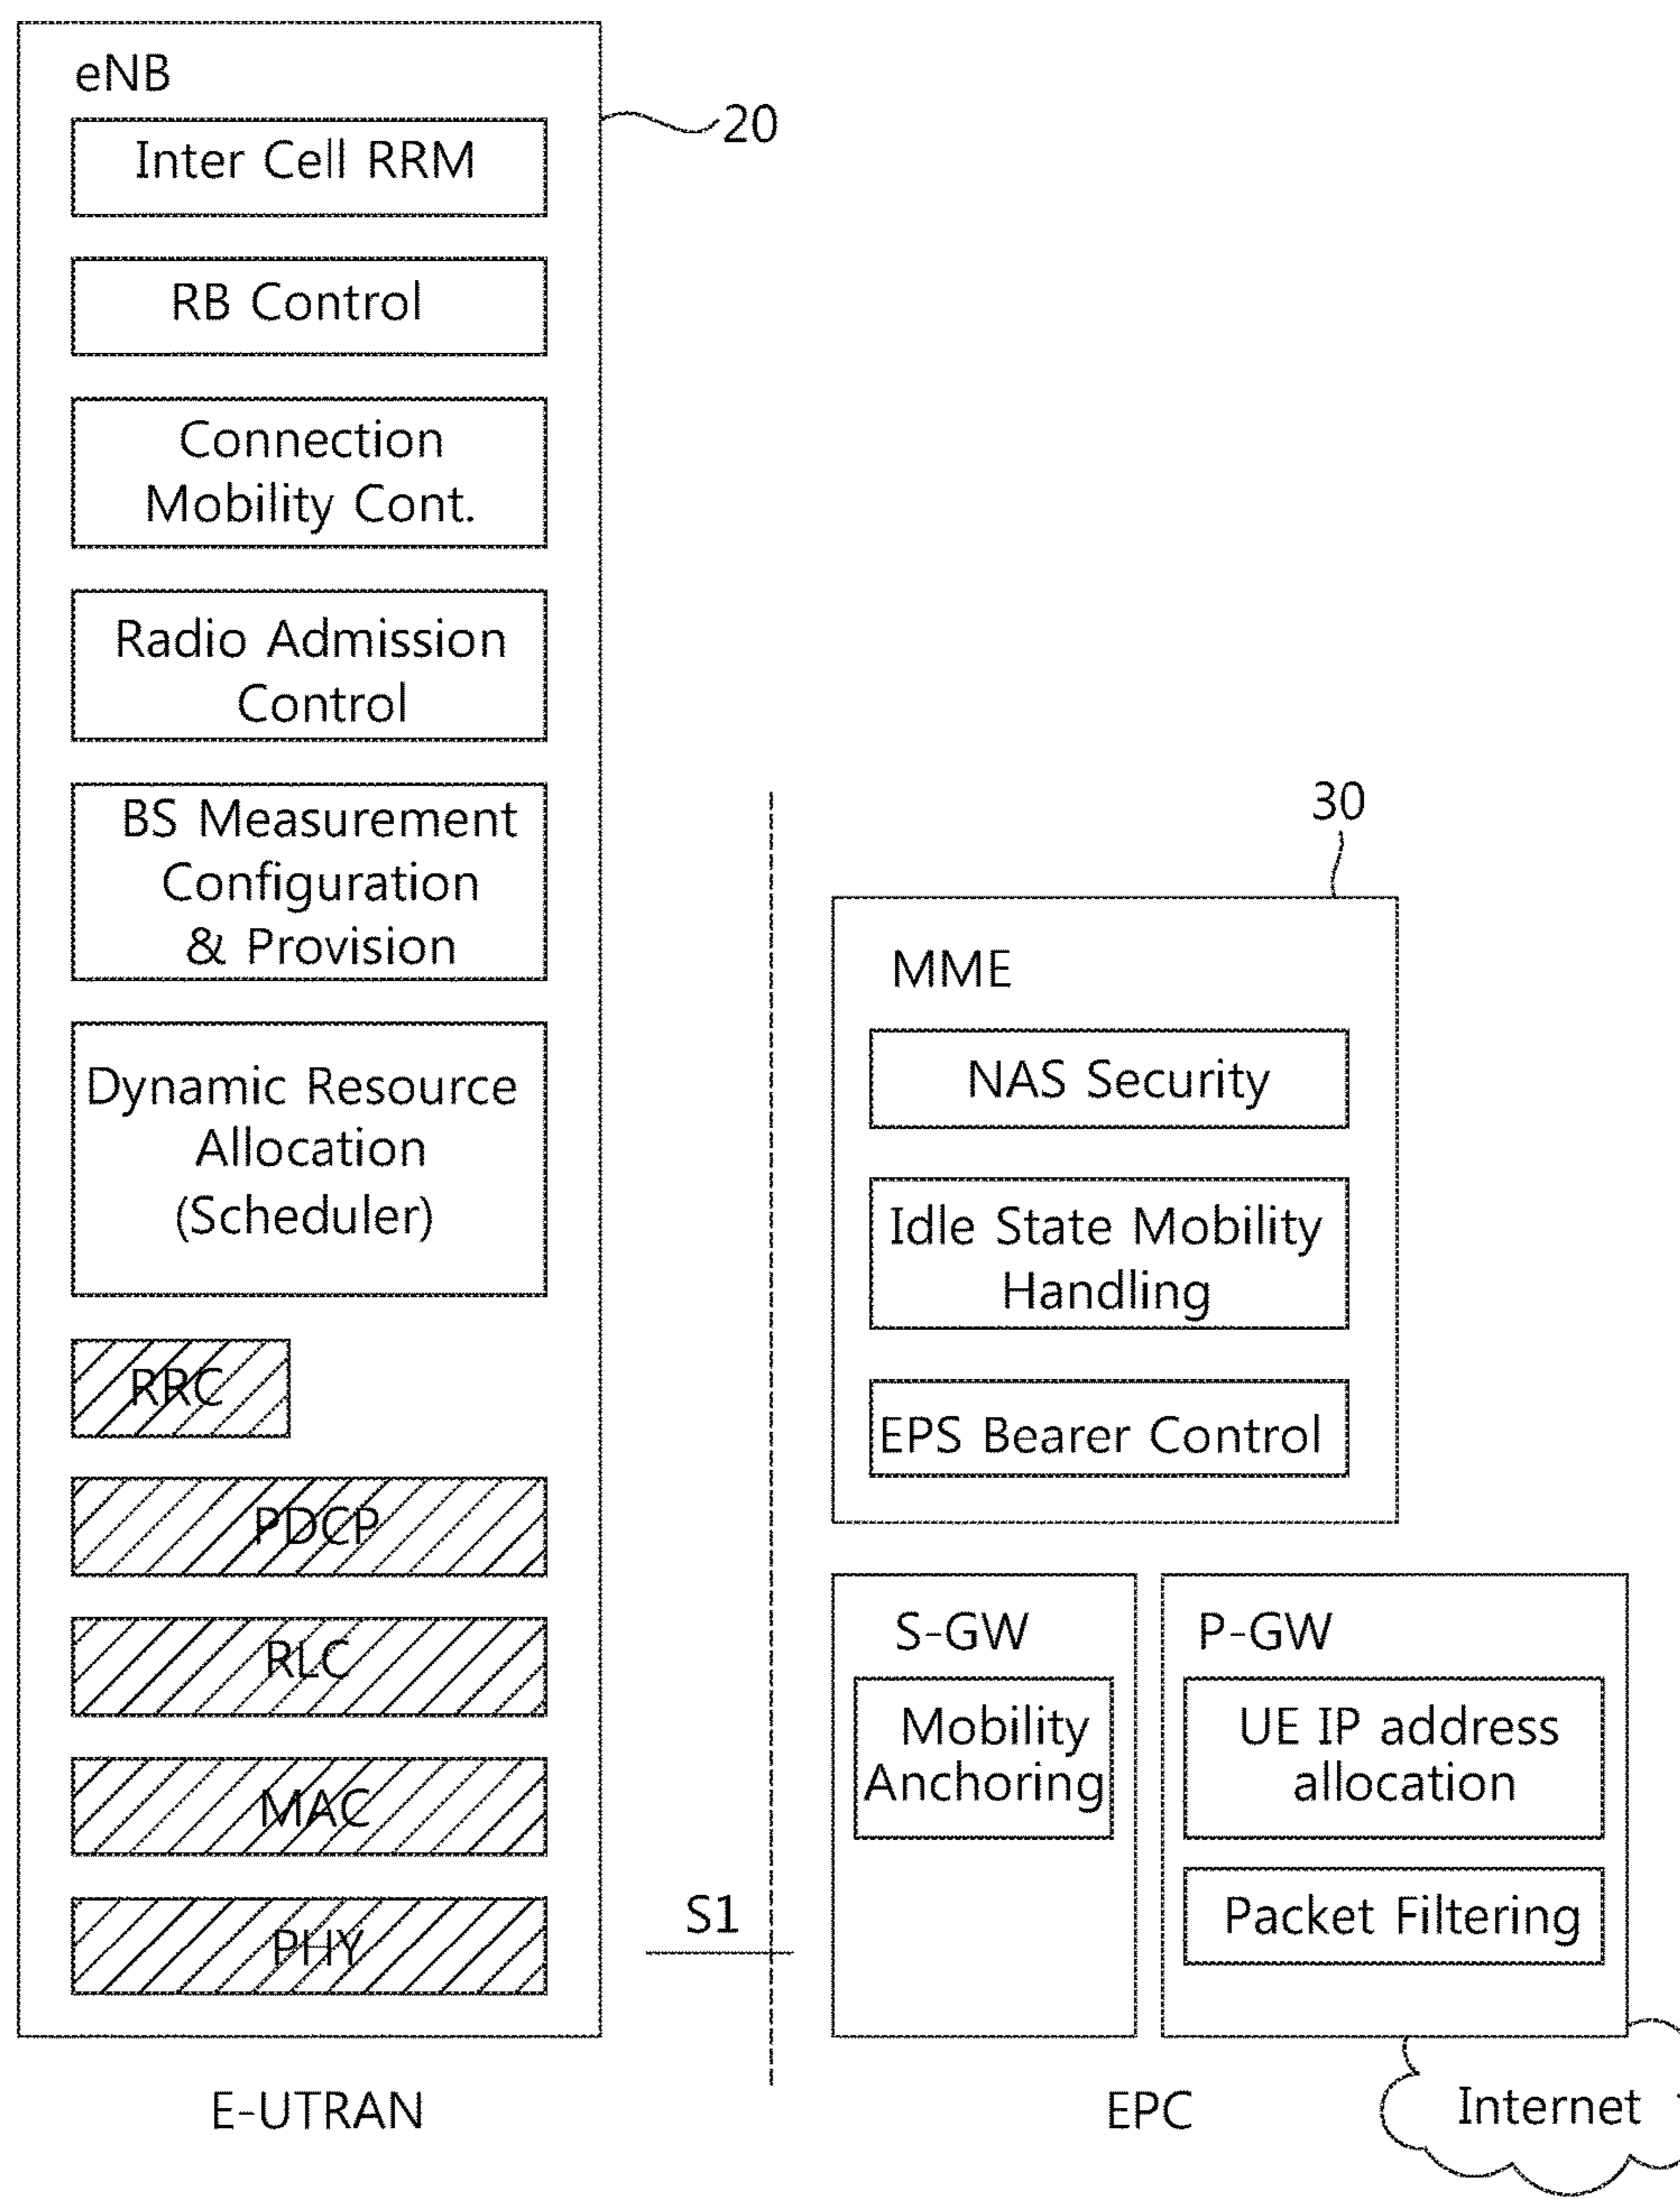 eNB
20
Inter Cell RRM
RB Control
Connection
Mobility Cont.
Radio Admission
Control
BS Measurement
Configuration
& Provision
Dynamic Resource
Allocation
(Scheduler)
RRC
PDCP
RLC
MAC
PHY
E-UTRAN
S1
30
MME
NAS Security
Idle State Mobility
Handling
EPS Bearer Control
S-GW
Mobility
Anchoring
P-GW
UE IP address
allocation
Packet Filtering
EPC
Internet